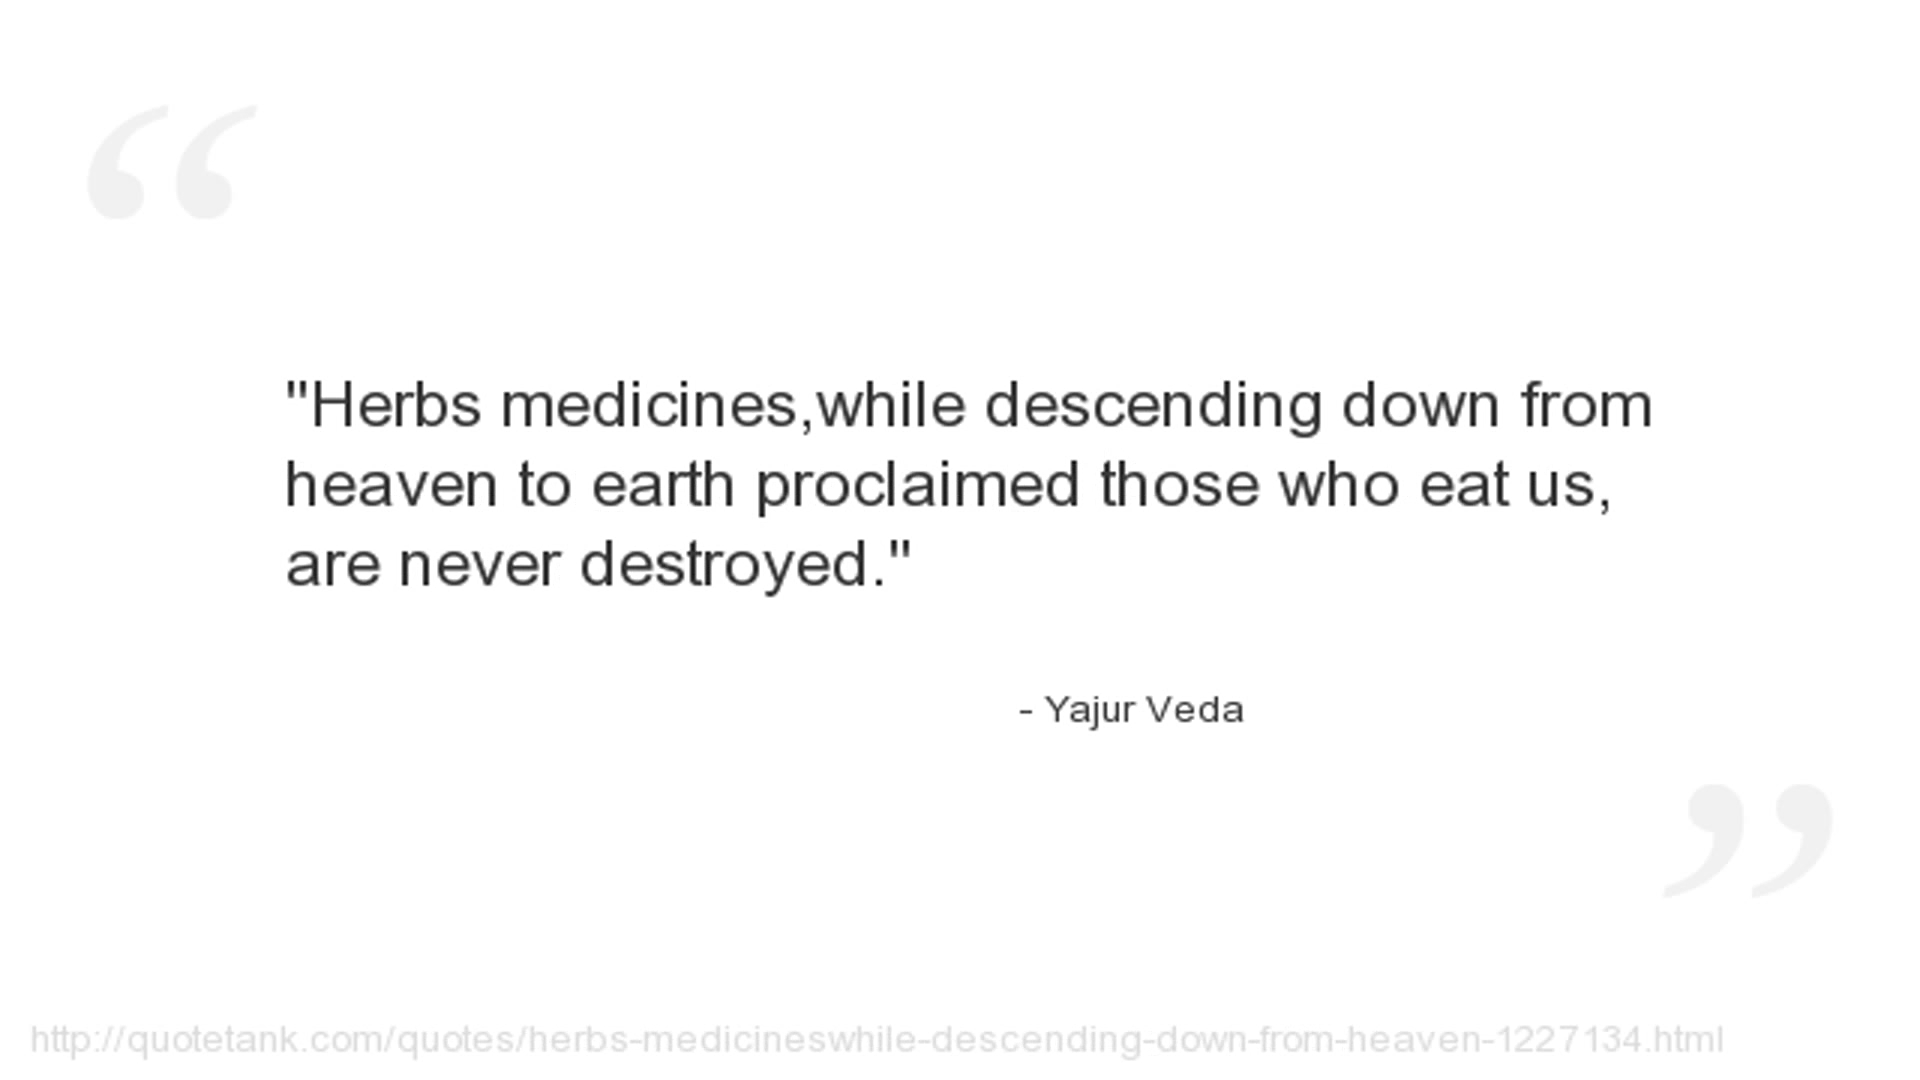 "Herbs medicines,while descending down from
heaven to earth proclaimed those who eat us,
are never destroyed."
- Yajur Veda
http://quotetank.com/quotes/herbs-medicineswhile-descending-down-from-heaven-1227134.html